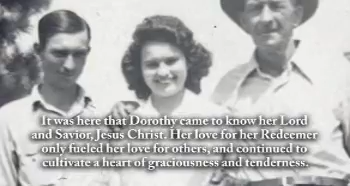 It was here that Dorothy came to know her Lord
and Savior, Jesus Christ. Her love for her Redeemer
only fueled her love for others, and continued to
cultivate a heart of graciousness and tenderness.